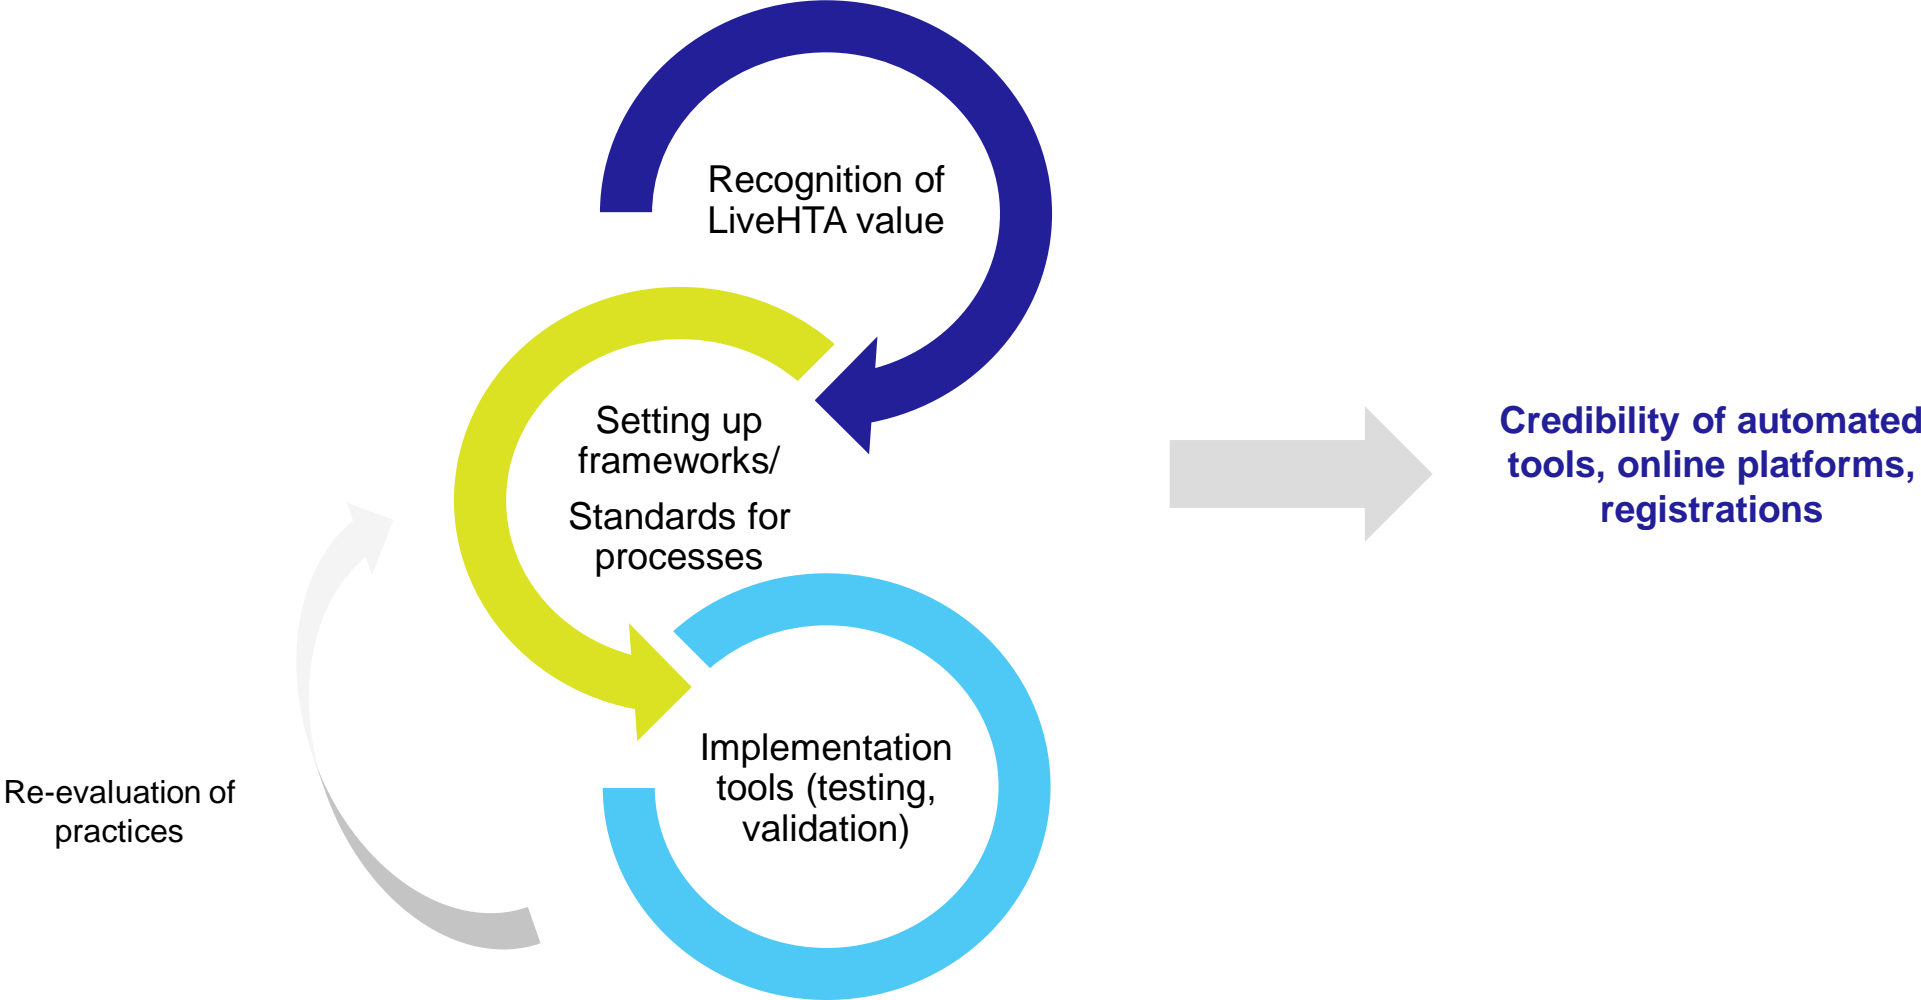 Recognition of
LiveHTA value
Setting up
frameworks/
Standards for
processes
Implementation
tools (testing,
validation)
Re-evaluation of
practices
Credibility of automated
tools, online platforms,
registrations